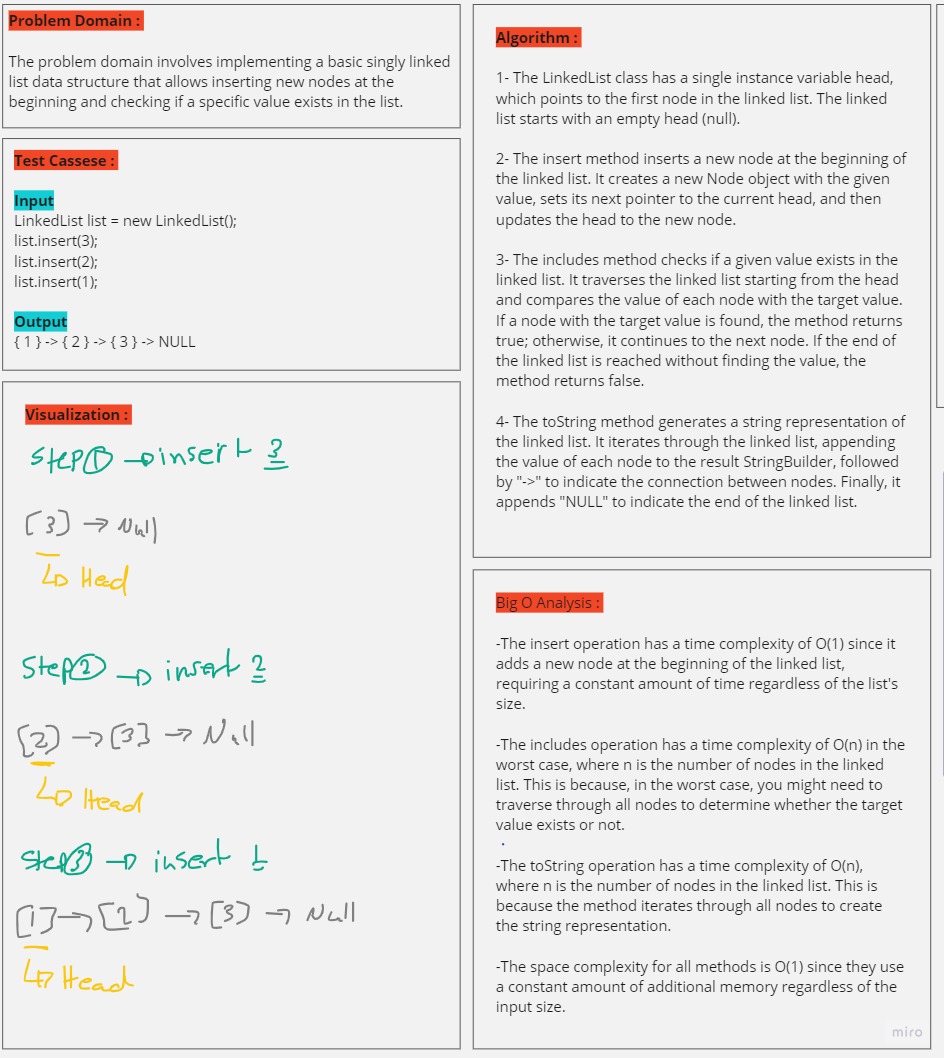 Problem Domain :
The problem domain involves implementing a basic singly linked
list data structure that allows inserting new nodes at the
beginning and checking if a specific value exists in the list.
Test Cassese :
Input
LinkedList list = new LinkedList();
list.insert(3);
list.insert(2);
list.insert(1);
Output
{ 1 } -> { 2 } -> { 3 } -> NULL
Visualization :
Step 1 → insert 3
[3] → Null
↳ Head
Step 2 → insert 2
[2] → [3] → Null
↳ Head
Step 3 → insert 1
[1] → [2] → [3] → Null
↳ Head
Algorithm :
1- The LinkedList class has a single instance variable head,
which points to the first node in the linked list. The linked
list starts with an empty head (null).
2- The insert method inserts a new node at the beginning of
the linked list. It creates a new Node object with the given
value, sets its next pointer to the current head, and then
updates the head to the new node.
3- The includes method checks if a given value exists in the
linked list. It traverses the linked list starting from the head
and compares the value of each node with the target value.
If a node with the target value is found, the method returns
true; otherwise, it continues to the next node. If the end of
the linked list is reached without finding the value, the
method returns false.
4- The toString method generates a string representation of
the linked list. It iterates through the linked list, appending
the value of each node to the result StringBuilder, followed
by "->" to indicate the connection between nodes. Finally, it
appends "NULL" to indicate the end of the linked list.
Big O Analysis :
-The insert operation has a time complexity of O(1) since it
adds a new node at the beginning of the linked list,
requiring a constant amount of time regardless of the list's
size.
-The includes operation has a time complexity of O(n) in the
worst case, where n is the number of nodes in the linked
list. This is because, in the worst case, you might need to
traverse through all nodes to determine whether the target
value exists or not.
-The toString operation has a time complexity of O(n),
where n is the number of nodes in the linked list. This is
because the method iterates through all nodes to create
the string representation.
-The space complexity for all methods is O(1) since they use
a constant amount of additional memory regardless of the
input size.
miro